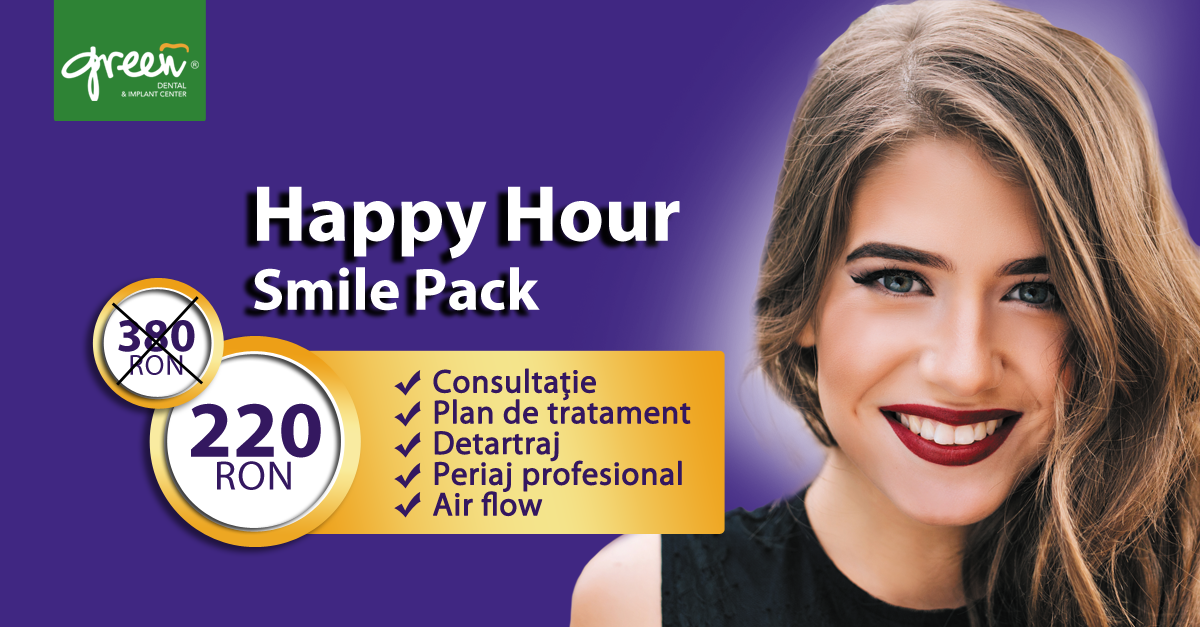 green®
DENTAL
& IMPLANT CENTER
Happy Hour
Smile Pack
380
RON
220
RON
Consultație
Plan de tratament
Detartraj
Periaj profesional
Air flow